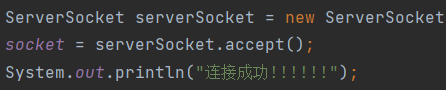 ServerSocket serverSocket = new ServerSocket
socket = serverSocket.accept();
System.out.println("连接成功!!!!!!");